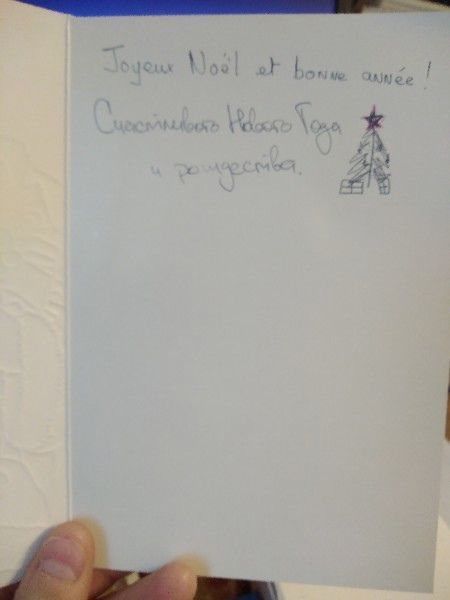 Joyeux Noël et bonne année!
Счастливого Нового Года
и рождества.